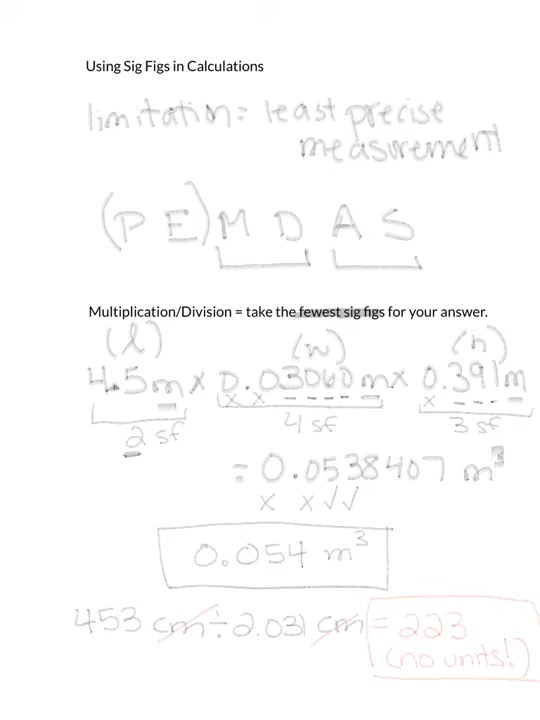 Using Sig Figs in Calculations
limitation = least precise
measurement
(P E) M D A S
Multiplication/Division = take the fewest sig figs for your answer.
(l) (w) (h)
4.5 m x 0.03060 m x 0.391 m
x x x
2 sf 4 sf 3 sf
= 0.0538407 m³
x x ✓✓
0.054 m³
453 cm ÷ 2.031 cm = 223
(no units!)